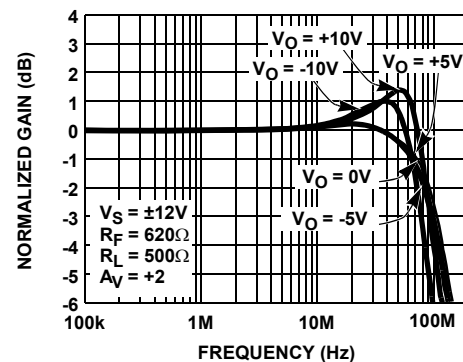 4
3
2
1
0
-1
-2
-3
-4
-5
-6
NORMALIZED GAIN (dB)
VO = +10V
VO = +5V
VO = -10V
VO = 0V
VO = -5V
VS = ±12V
RF = 620Ω
RL = 500Ω
AV = +2
100k
1M
10M
100M
FREQUENCY (Hz)